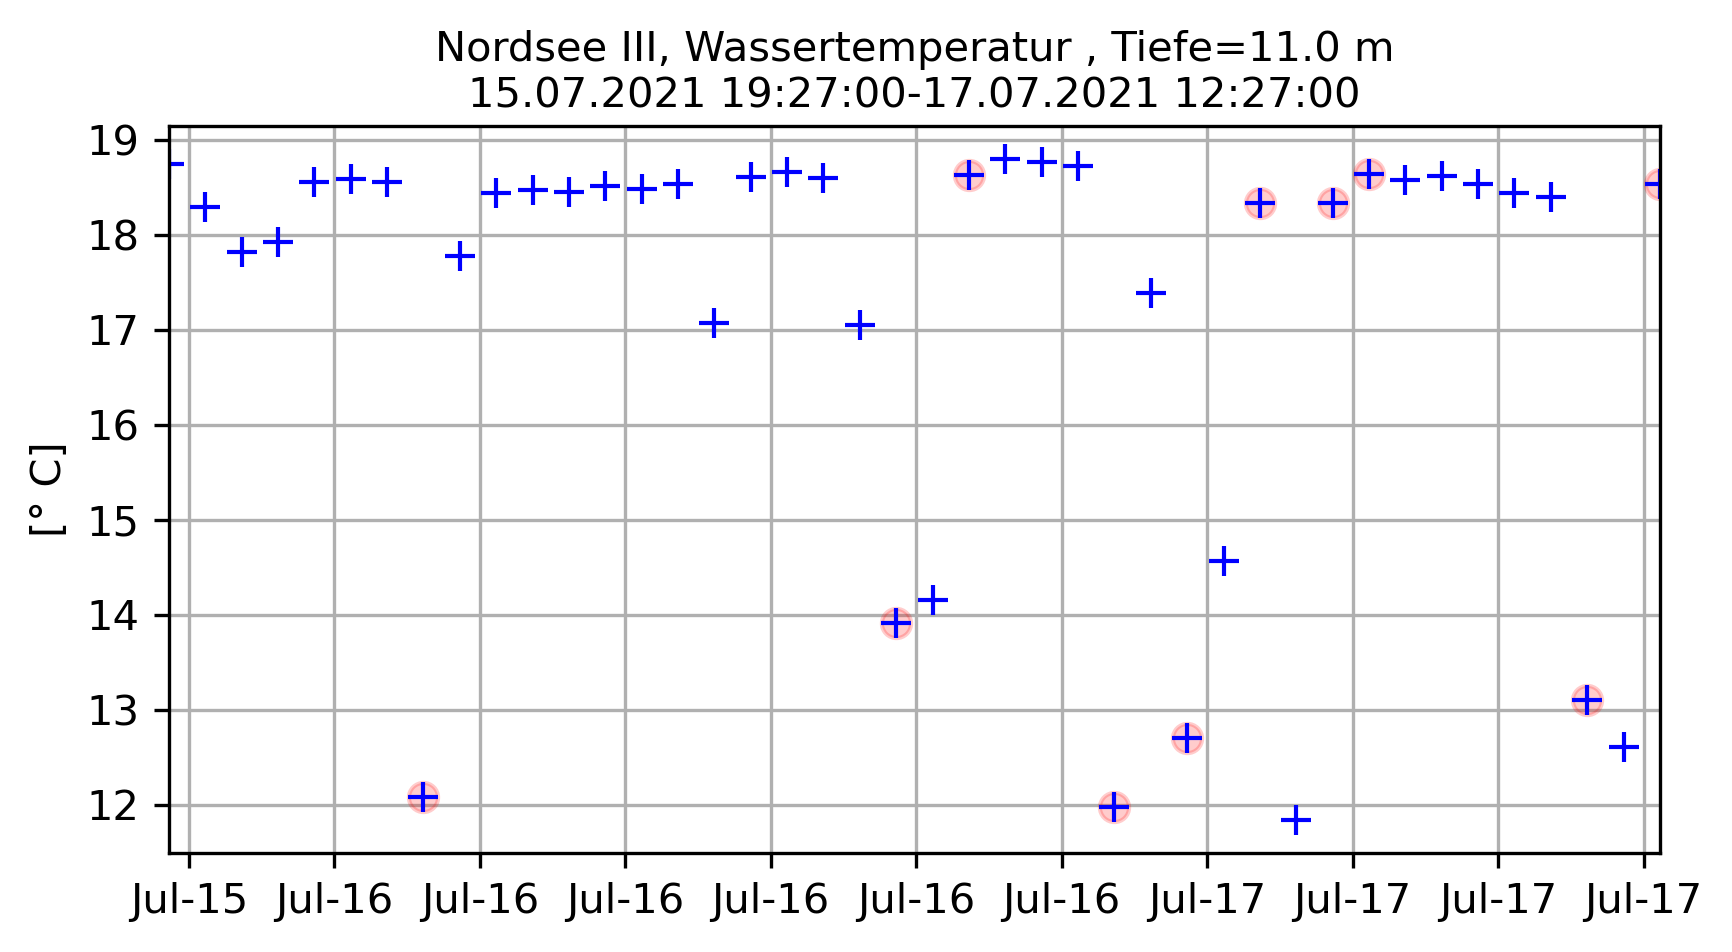 Nordsee III, Wassertemperatur , Tiefe=11.0 m
15.07.2021 19:27:00-17.07.2021 12:27:00
19
18
17
16
15
14
13
12
[° C]
Jul-15 Jul-16 Jul-16 Jul-16 Jul-16 Jul-16 Jul-16 Jul-17 Jul-17 Jul-17 Jul-17